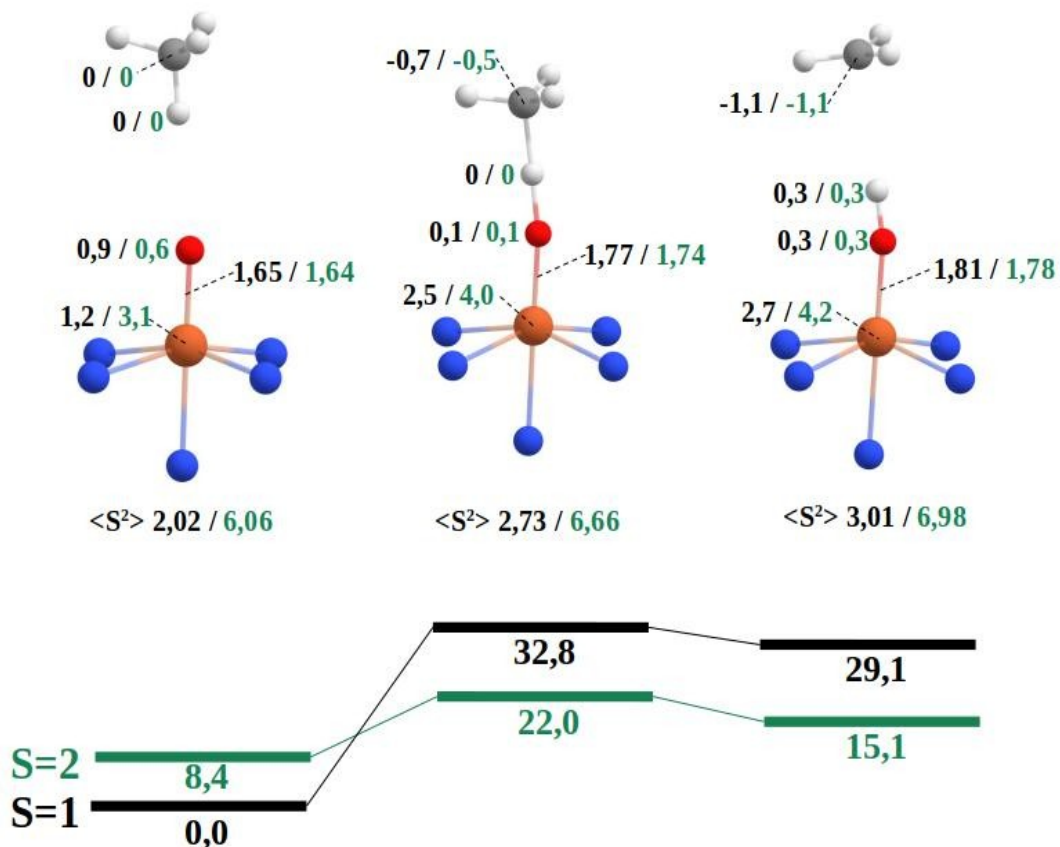 0 / 0
0 / 0
0,9 / 0,6
1,65 / 1,64
1,2 / 3,1
<S²> 2,02 / 6,06
-0,7 / -0,5
0 / 0
0,1 / 0,1
1,77 / 1,74
2,5 / 4,0
<S²> 2,73 / 6,66
-1,1 / -1,1
0,3 / 0,3
0,3 / 0,3
1,81 / 1,78
2,7 / 4,2
<S²> 3,01 / 6,98
32,8
29,1
22,0
15,1
S=2
8,4
S=1
0,0